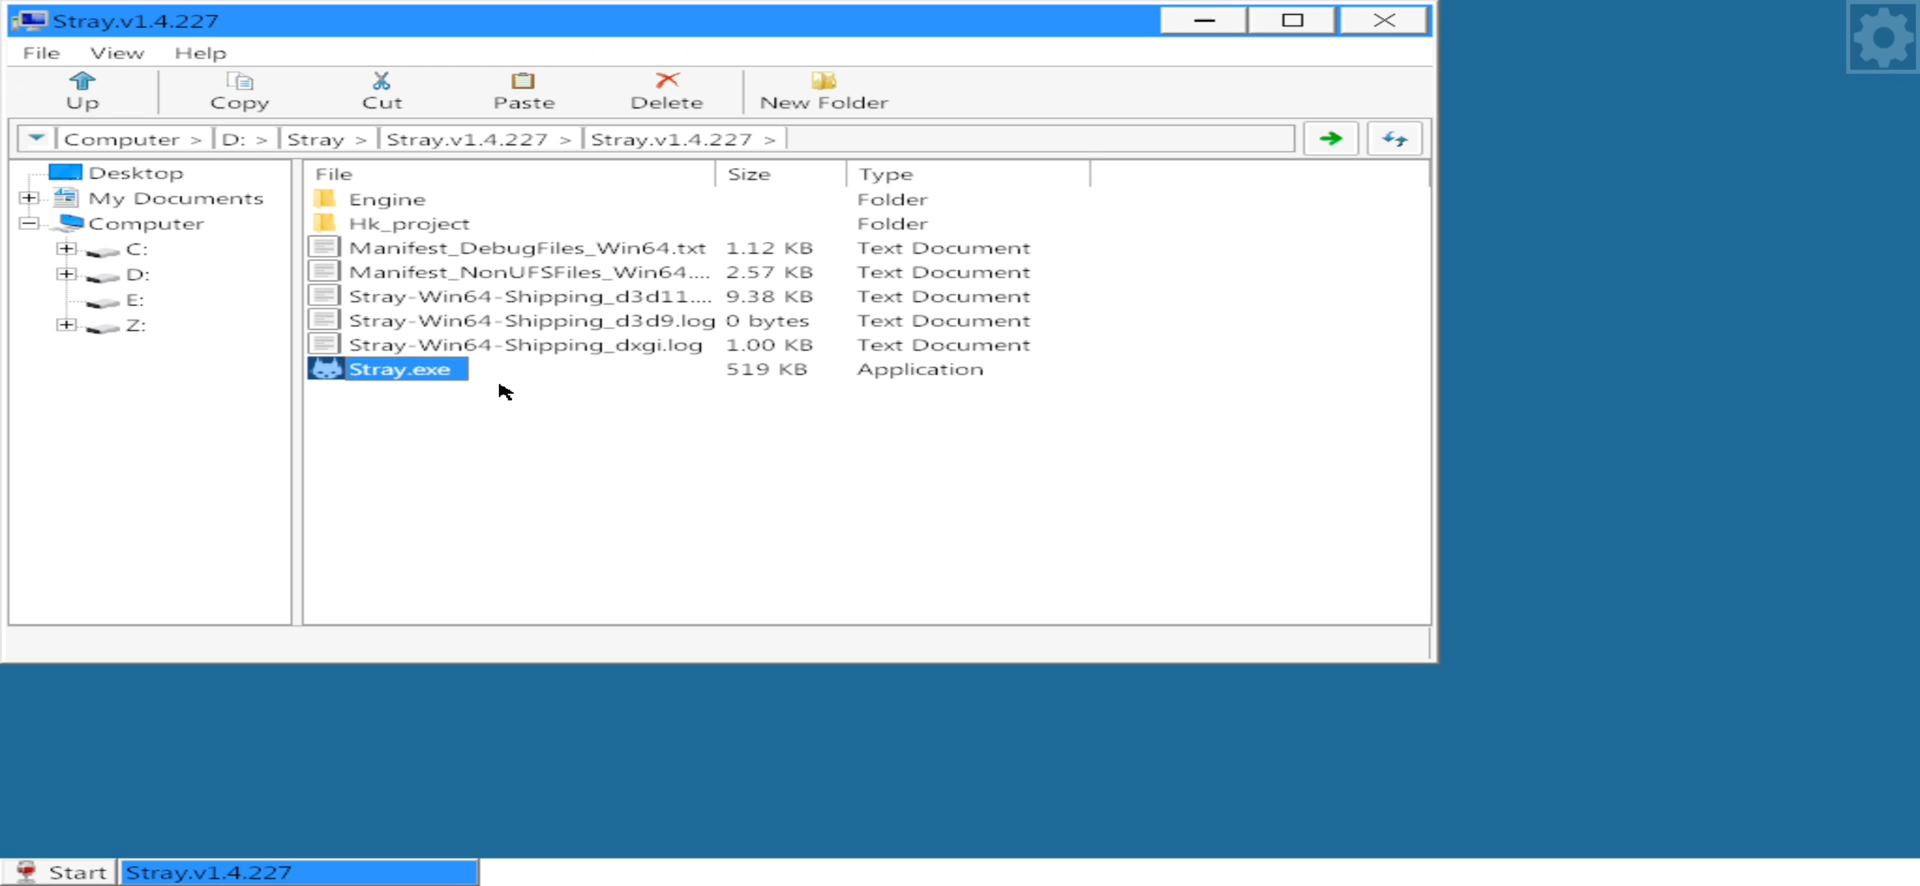 Stray.v1.4.227
File View Help
Up Copy Cut Paste Delete New Folder
Computer > D: > Stray > Stray.v1.4.227 > Stray.v1.4.227 >
Desktop
My Documents
Computer
C:
D:
E:
Z:
File Size Type
Engine Folder
Hk_project Folder
Manifest_DebugFiles_Win64.txt 1.12 KB Text Document
Manifest_NonUFSFiles_Win64.... 2.57 KB Text Document
Stray-Win64-Shipping_d3d11.... 9.38 KB Text Document
Stray-Win64-Shipping_d3d9.log 0 bytes Text Document
Stray-Win64-Shipping_dxgi.log 1.00 KB Text Document
Stray.exe 519 KB Application
Start Stray.v1.4.227